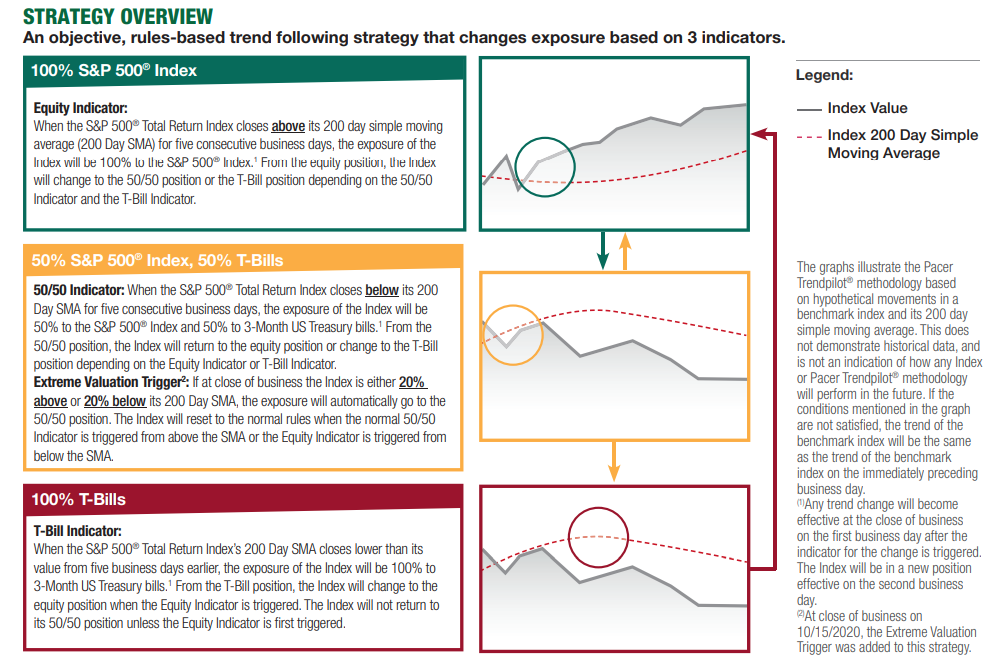 STRATEGY OVERVIEW
An objective, rules-based trend following strategy that changes exposure based on 3 indicators.
100% S&P 500® Index
Equity Indicator:
When the S&P 500® Total Return Index closes above its 200 day simple moving
average (200 Day SMA) for five consecutive business days, the exposure of the
Index will be 100% to the S&P 500® Index.¹ From the equity position, the Index
will change to the 50/50 position or the T-Bill position depending on the 50/50
Indicator and the T-Bill Indicator.
50% S&P 500® Index, 50% T-Bills
50/50 Indicator: When the S&P 500® Total Return Index closes below its 200
Day SMA for five consecutive business days, the exposure of the Index will be
50% to the S&P 500® Index and 50% to 3-Month US Treasury bills.¹ From the
50/50 position, the Index will return to the equity position or change to the T-Bill
position depending on the Equity Indicator or T-Bill Indicator.
Extreme Valuation Trigger²: If at close of business the Index is either 20%
above or 20% below its 200 Day SMA, the exposure will automatically go to the
50/50 position. The Index will reset to the normal rules when the normal 50/50
Indicator is triggered from above the SMA or the Equity Indicator is triggered from
below the SMA.
100% T-Bills
T-Bill Indicator:
When the S&P 500® Total Return Index's 200 Day SMA closes lower than its
value from five business days earlier, the exposure of the Index will be 100% to
3-Month US Treasury bills.¹ From the T-Bill position, the Index will change to the
equity position when the Equity Indicator is triggered. The Index will not return to
its 50/50 position unless the Equity Indicator is first triggered.
Legend:
Index Value
Index 200 Day Simple
Moving Average
The graphs illustrate the Pacer
Trendpilot® methodology based
on hypothetical movements in a
benchmark index and its 200 day
simple moving average. This does
not demonstrate historical data, and
is not an indication of how any Index
or Pacer Trendpilot® methodology
will perform in the future. If the
conditions mentioned in the graph
are not satisfied, the trend of the
benchmark index will be the same
as the trend of the benchmark
index on the immediately preceding
business day.
(1)Any trend change will become
effective at the close of business
on the first business day after the
indicator for the change is triggered.
The Index will be in a new position
effective on the second business
day.
(2)At close of business on
10/15/2020, the Extreme Valuation
Trigger was added to this strategy.